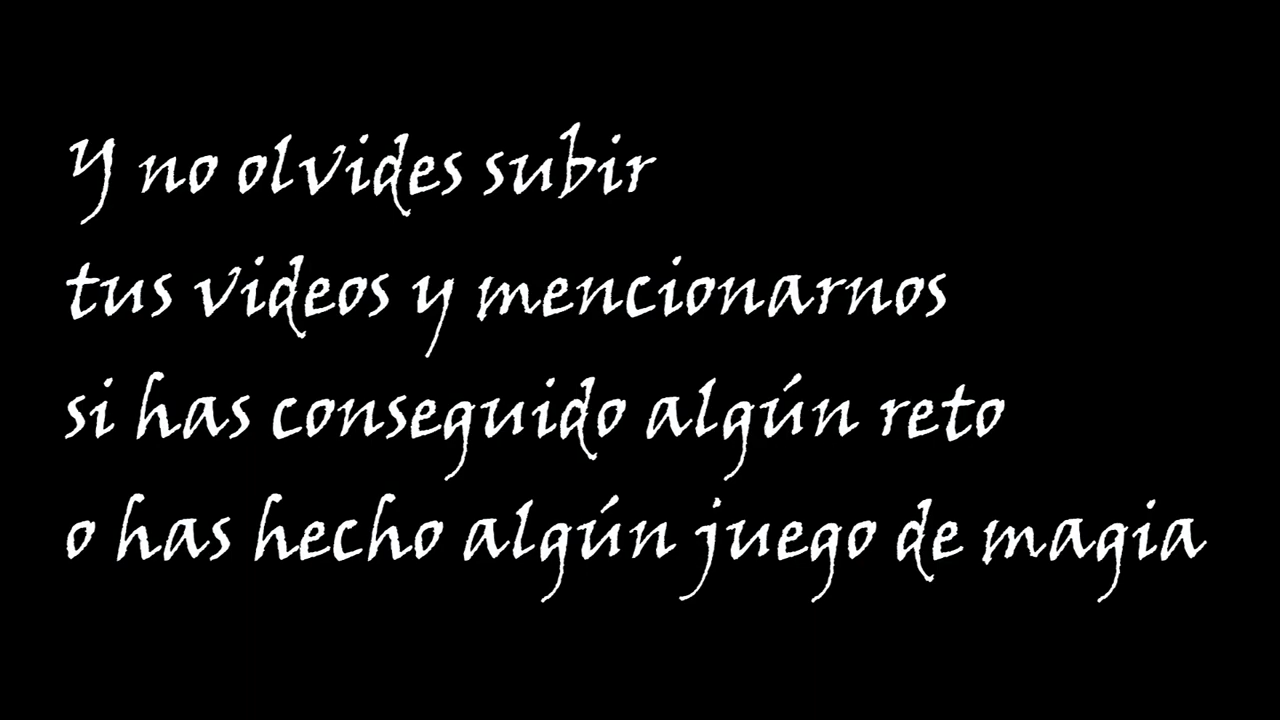 Y no olvides subir
tus videos y mencionarnos
si has conseguido algún reto
o has hecho algún juego de magia